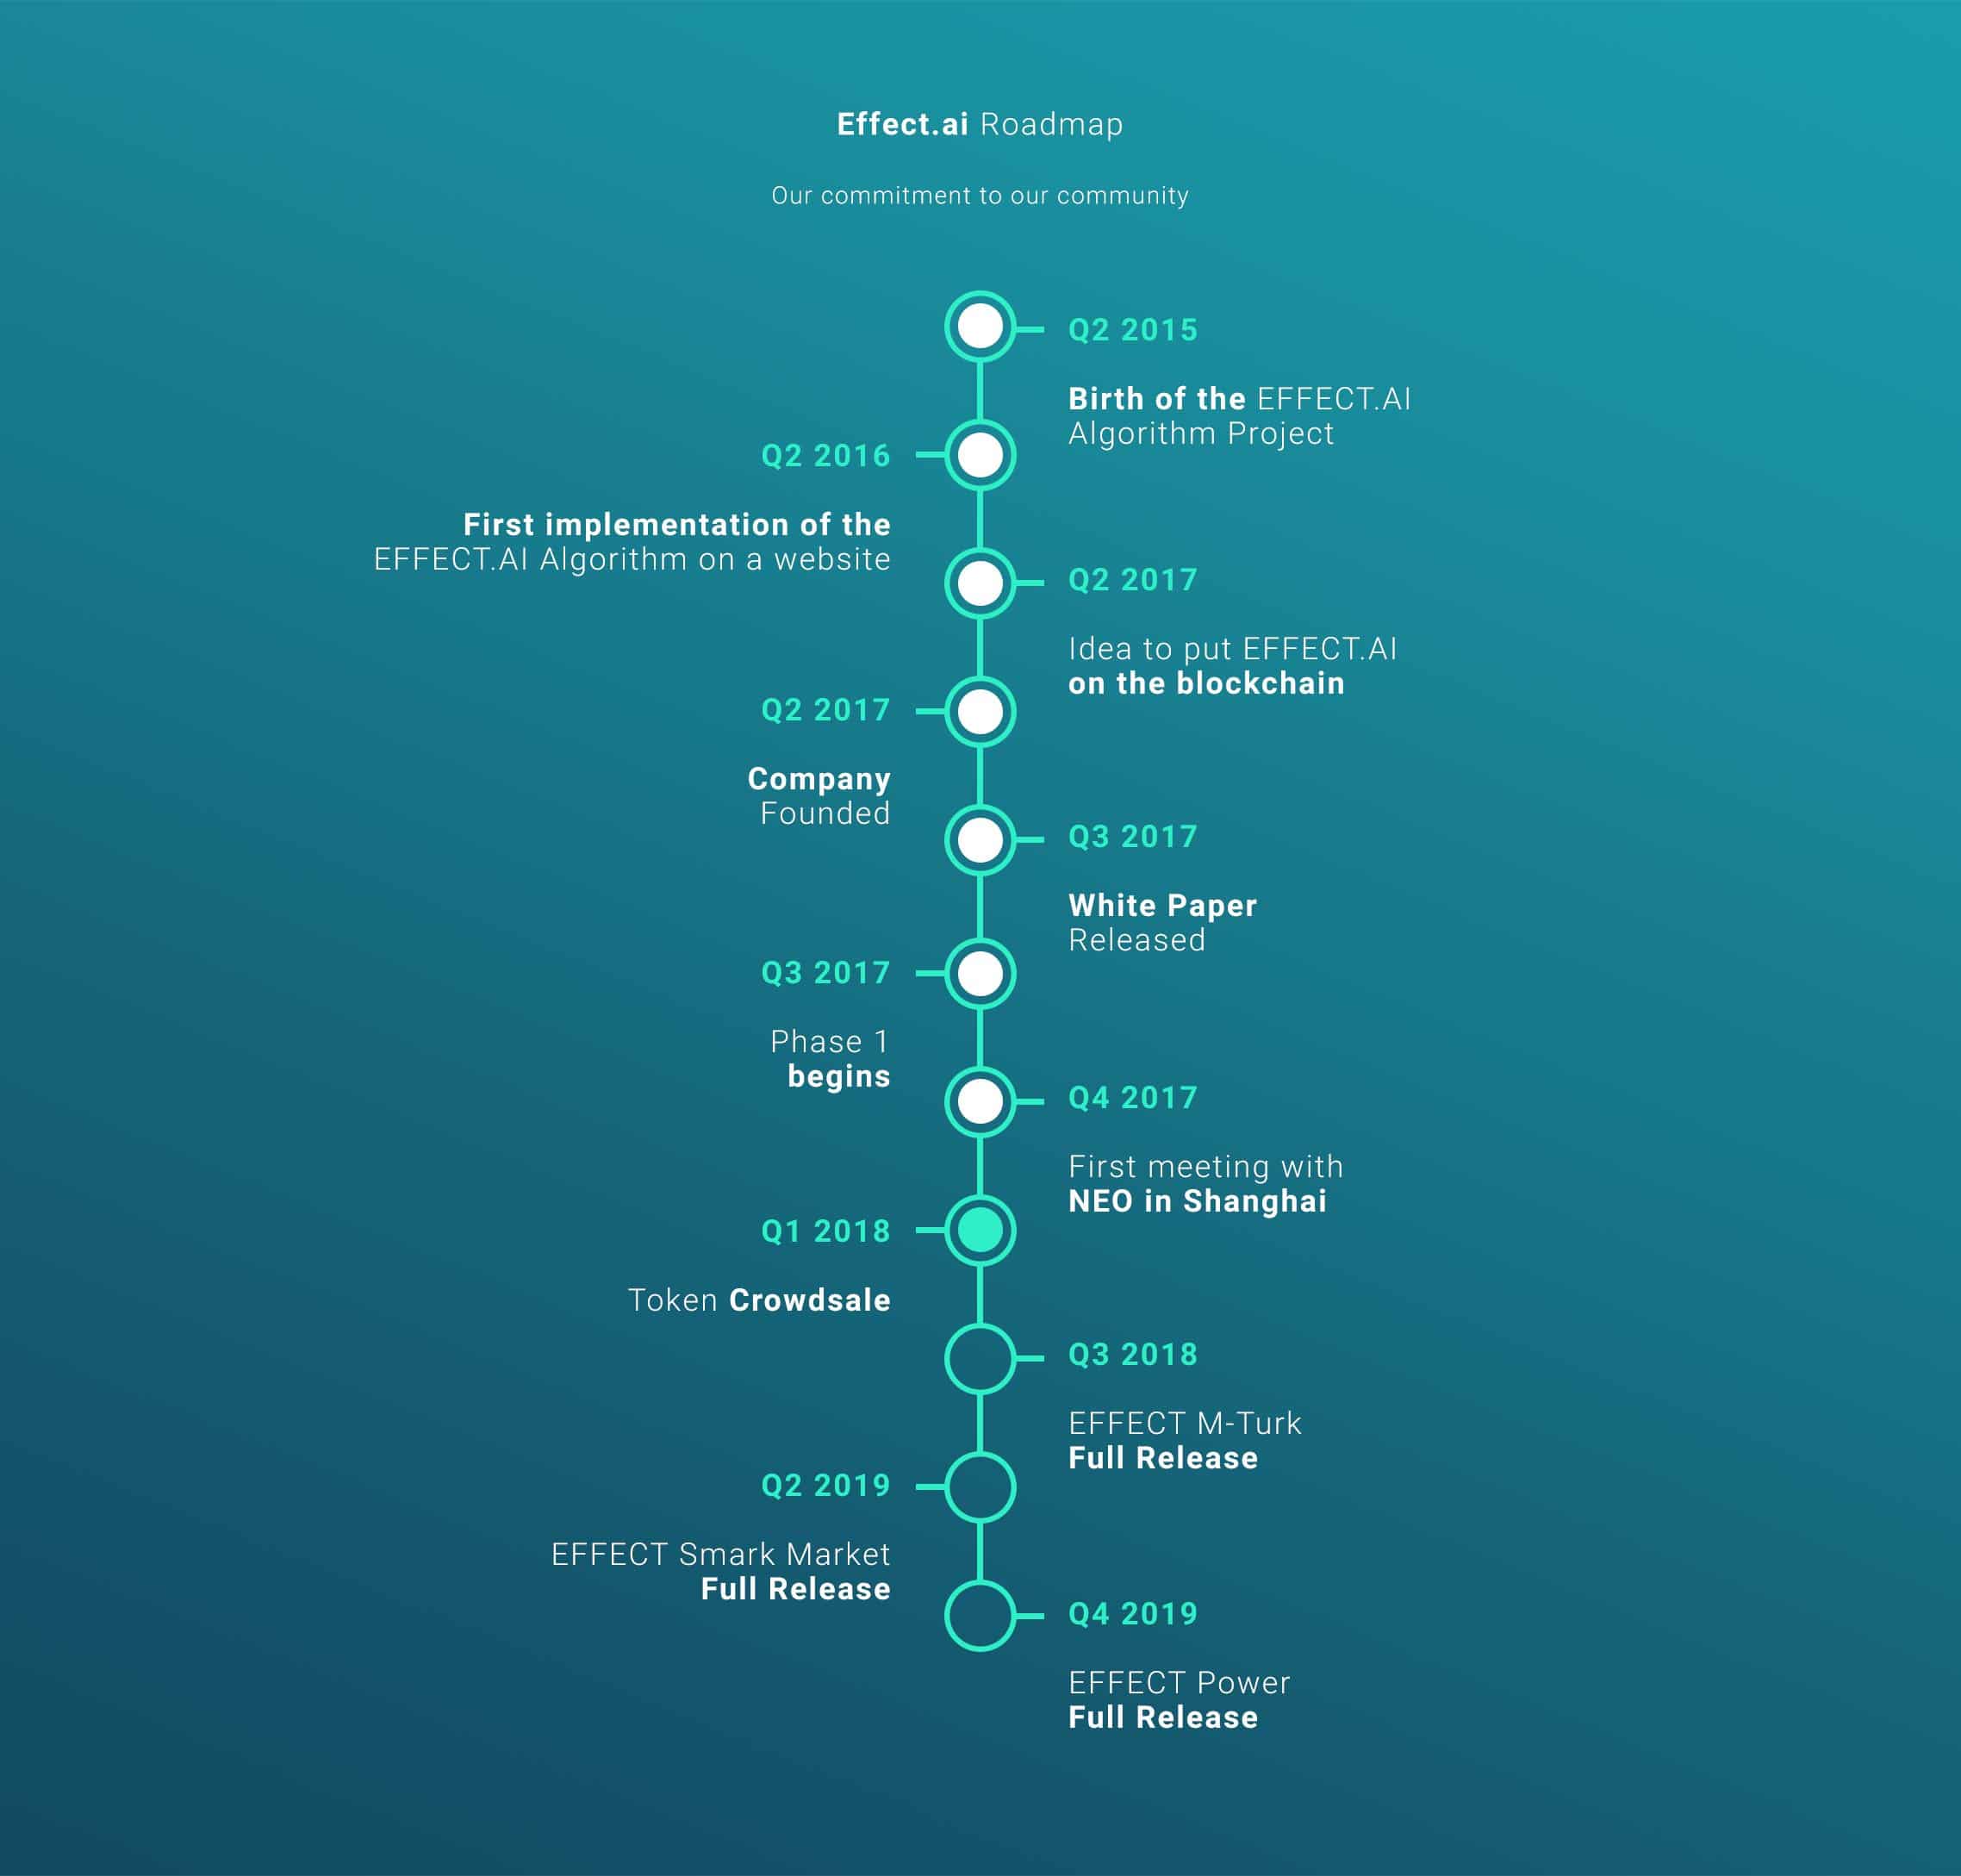 Effect.ai Roadmap
Our commitment to our community
Q2 2015
Birth of the EFFECT.AI
Algorithm Project
Q2 2016
First implementation of the
EFFECT.AI Algorithm on a website
Q2 2017
Idea to put EFFECT.AI
on the blockchain
Q2 2017
Company
Founded
Q3 2017
White Paper
Released
Q3 2017
Phase 1
begins
Q4 2017
First meeting with
NEO in Shanghai
Q1 2018
Token Crowdsale
Q3 2018
EFFECT M-Turk
Full Release
Q2 2019
EFFECT Smark Market
Full Release
Q4 2019
EFFECT Power
Full Release